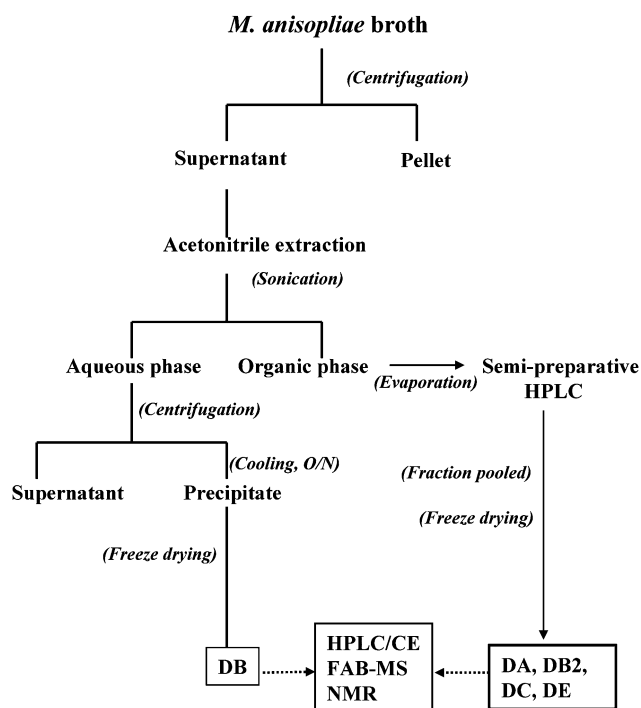 M. anisopliae broth
(Centrifugation)
Supernatant
Pellet
Acetonitrile extraction
(Sonication)
Aqueous phase
Organic phase
(Evaporation)
Semi-preparative
HPLC
(Centrifugation)
(Cooling, O/N)
Supernatant
Precipitate
(Fraction pooled)
(Freeze drying)
(Freeze drying)
DB
HPLC/CE
FAB-MS
NMR
DA, DB2,
DC, DE